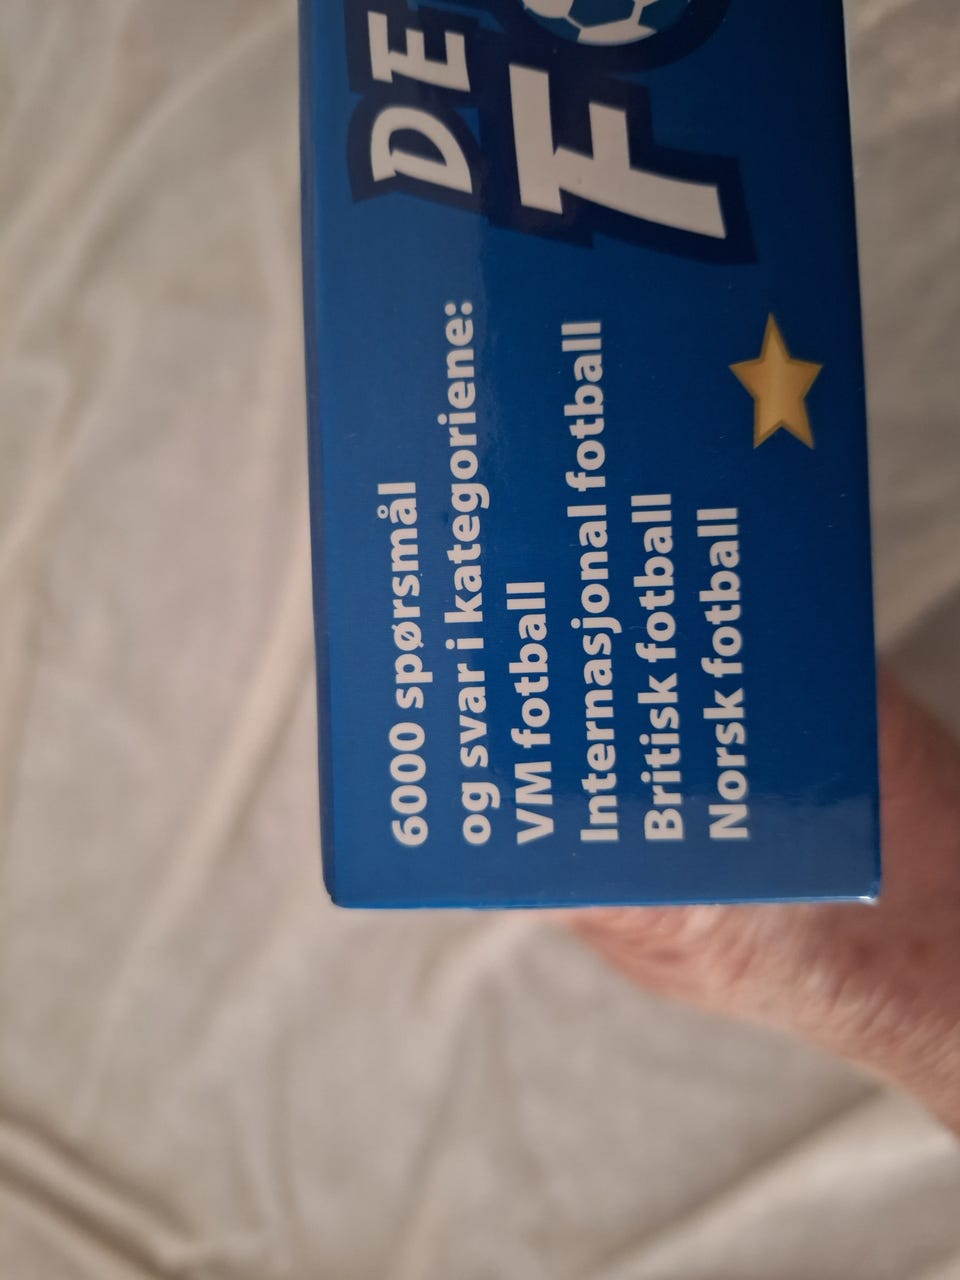 6000 spørsmål
og svar i kategoriene:
VM fotball
Internasjonal fotball
Britisk fotball
Norsk fotball